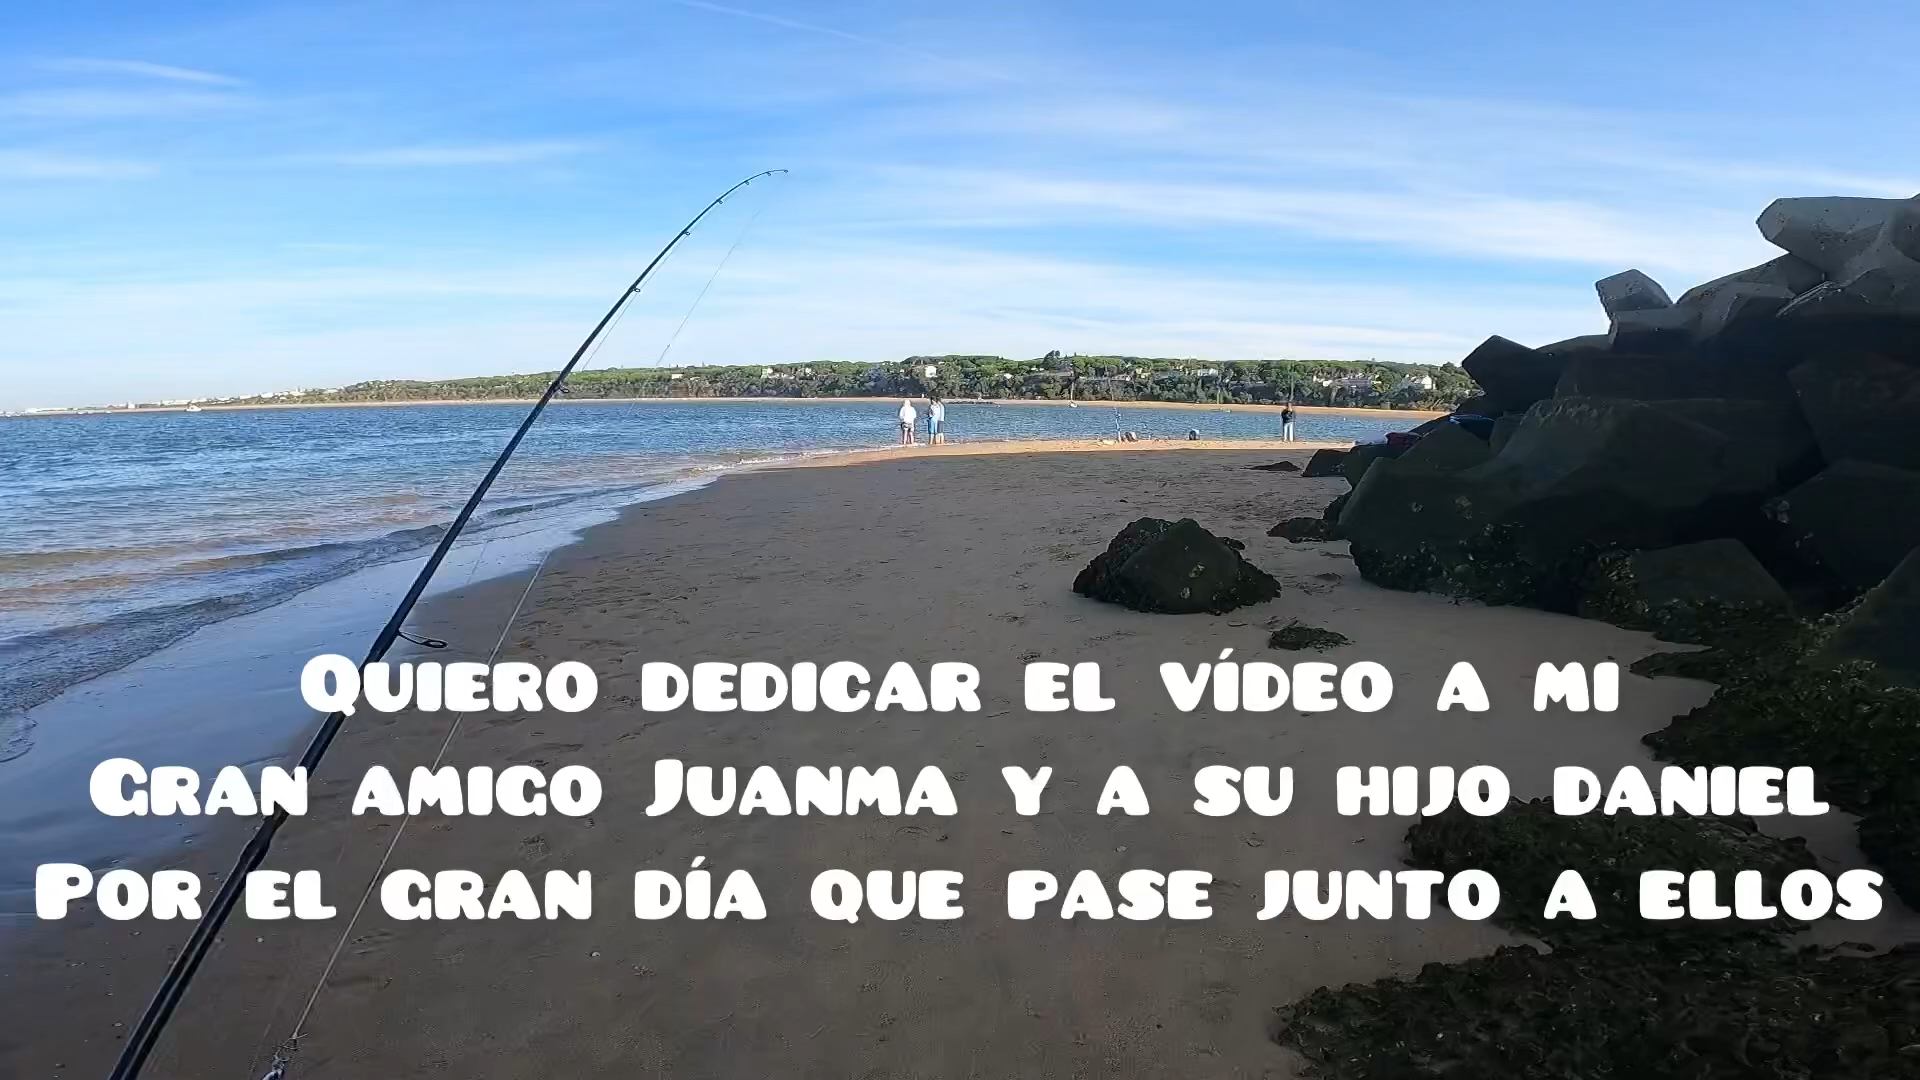 Quiero dedicar el vídeo a mi
Gran amigo Juanma y a su hijo daniel
Por el gran día que pase junto a ellos